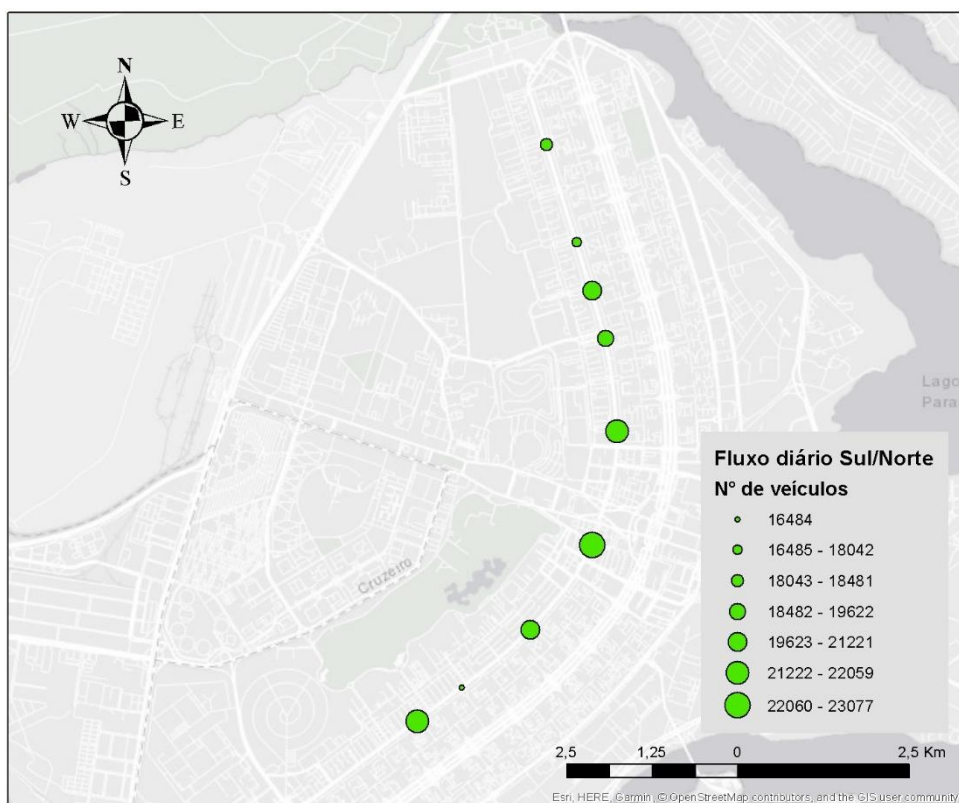 N
W E
S
Lago
Para
Cruzeiro
Fluxo diário Sul/Norte
N° de veículos
16484
16485 - 18042
18043 - 18481
18482 - 19622
19623 - 21221
21222 - 22059
22060 - 23077
2,5 1,25 0 2,5 Km
Esri, HERE, Garmin, © OpenStreetMap contributors, and the GIS user community